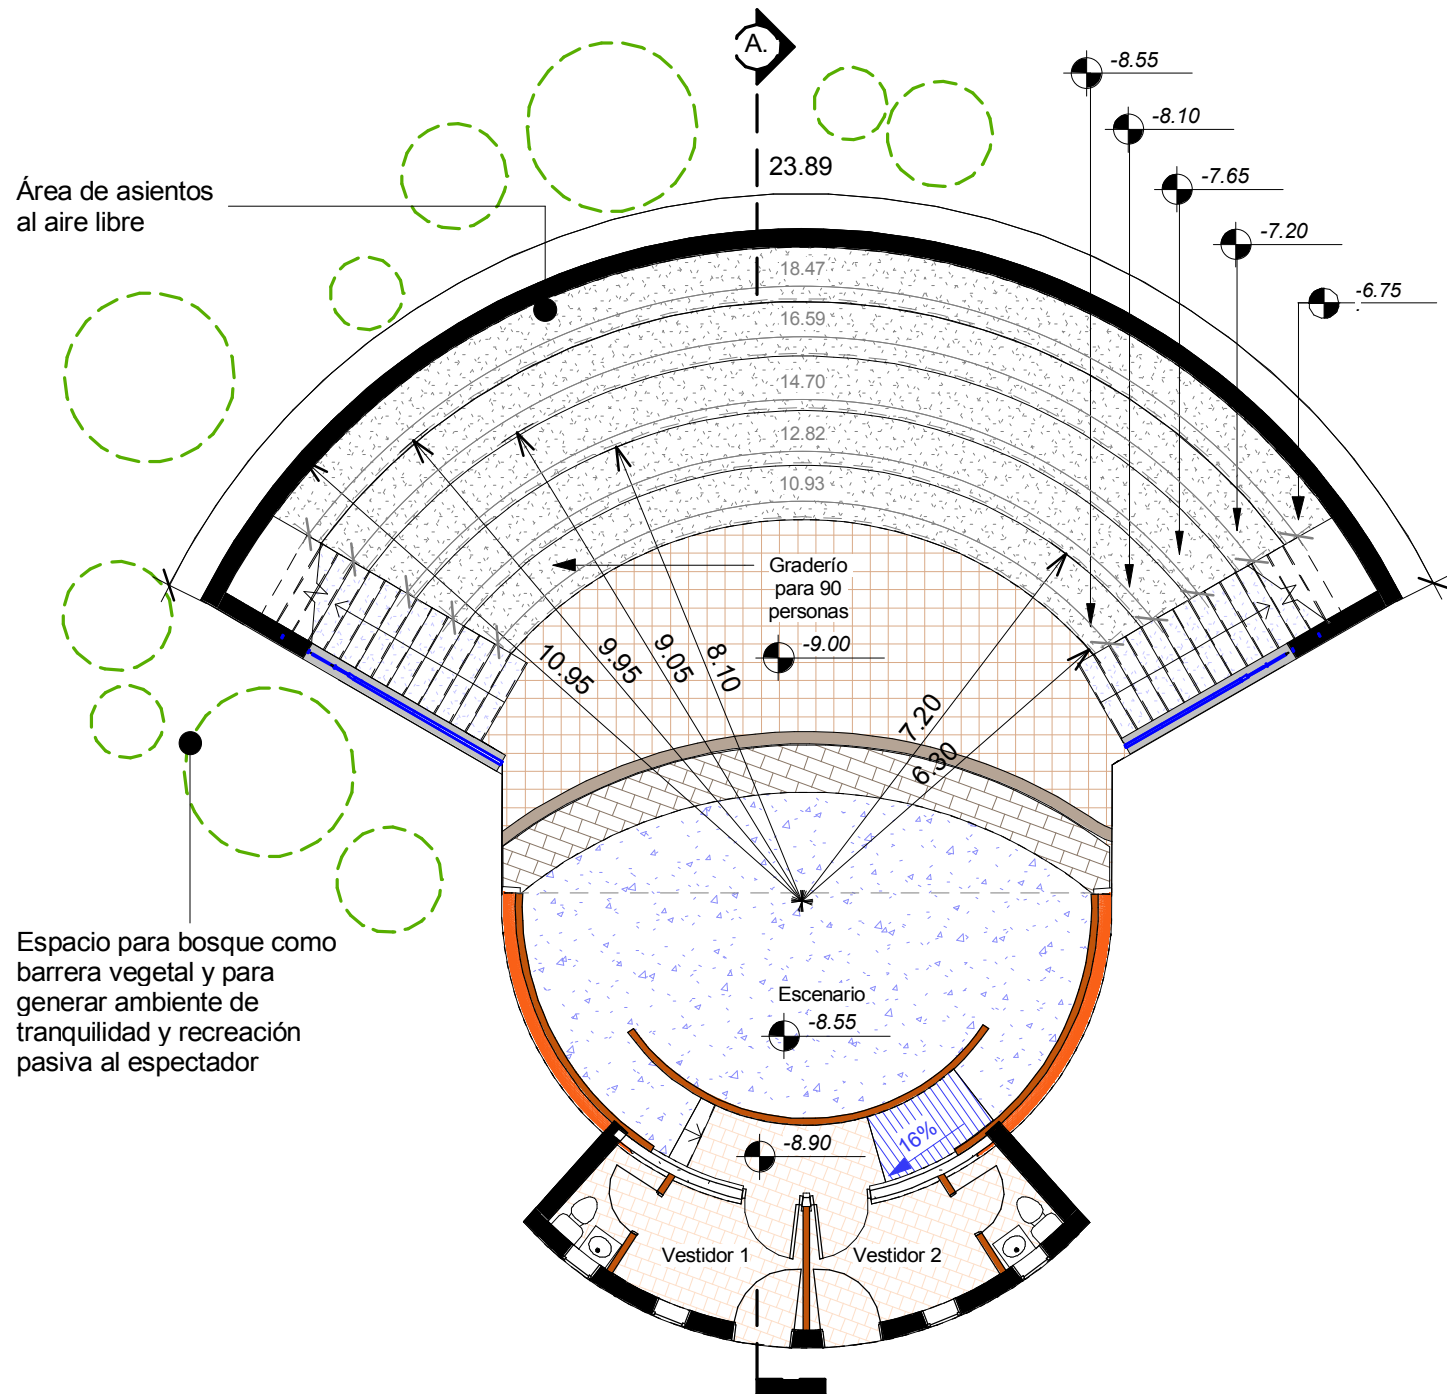 A.
23.89
-8.55
-8.10
-7.65
-7.20
-6.75
Área de asientos
al aire libre
18.47
16.59
14.70
12.82
10.93
Graderío
para 90
personas
-9.00
10.95
9.95
9.05
8.10
7.20
6.30
Espacio para bosque como
barrera vegetal y para
generar ambiente de
tranquilidad y recreación
pasiva al espectador
Escenario
-8.55
-8.90
16%
Vestidor 1
Vestidor 2